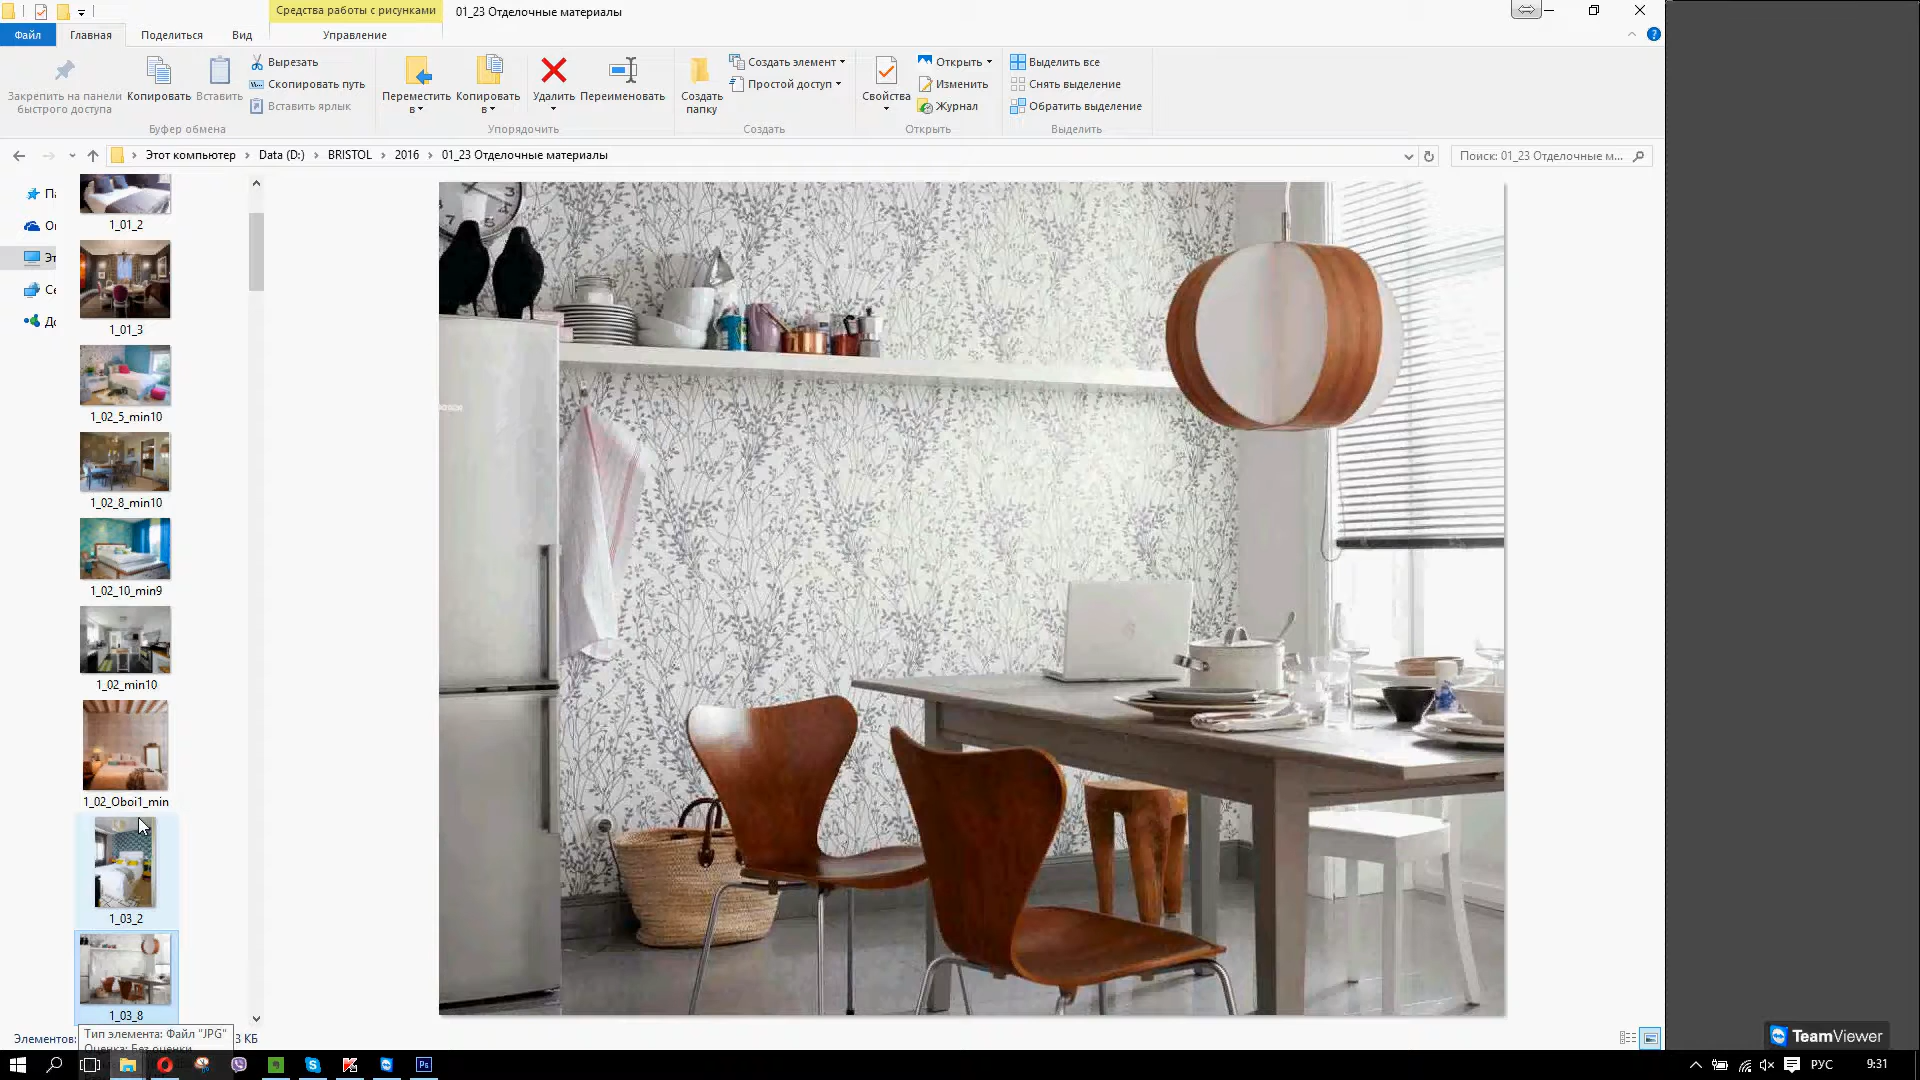 Средства работы с рисунками
01_23 Отделочные материалы
Файл
Главная
Поделиться
Вид
Управление
Закрепить на панели
быстрого доступа
Копировать
Вставить
Вырезать
Скопировать путь
Вставить ярлык
Буфер обмена
Переместить
в
Копировать
в
Удалить
Переименовать
Упорядочить
Создать
папку
Создать элемент
Простой доступ
Создать
Свойства
Открыть
Изменить
Журнал
Открыть
Выделить все
Снять выделение
Обратить выделение
Выделить
Этот компьютер
Data (D:)
BRISTOL
2016
01_23 Отделочные материалы
Поиск: 01_23 Отделочные м...
1_01_2
1_01_3
1_02_5_min10
1_02_8_min10
1_02_10_min9
1_02_min10
1_02_Oboi1_min
1_03_2
1_03_8
Элементов:
Тип элемента: Файл "JPG"
Оценка: Без оценки
3 КБ
TeamViewer
РУС
9:31